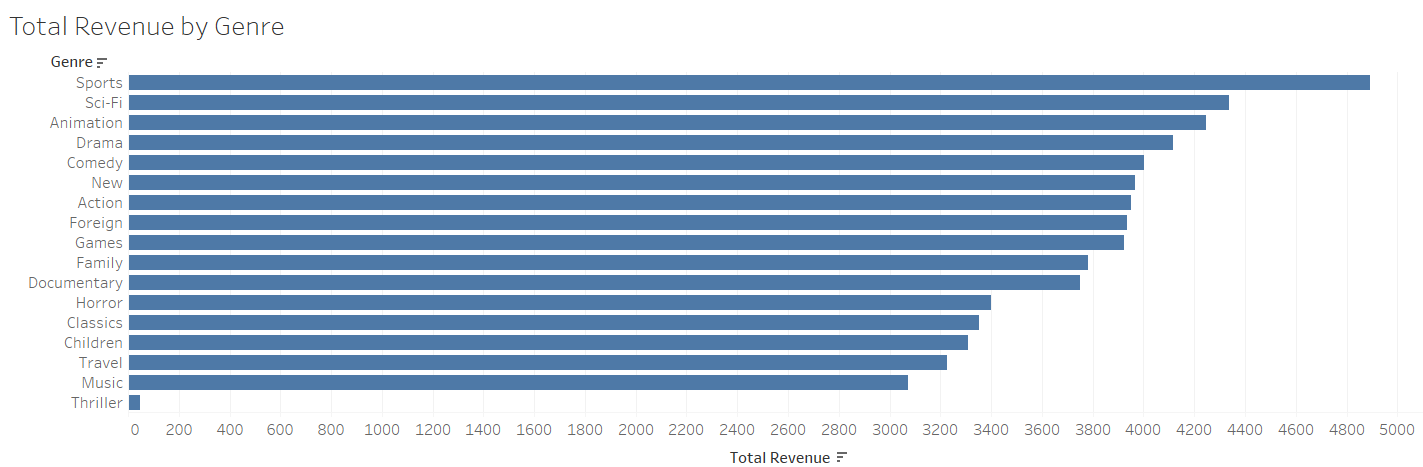 Total Revenue by Genre
Genre
Sports
Sci-Fi
Animation
Drama
Comedy
New
Action
Foreign
Games
Family
Documentary
Horror
Classics
Children
Travel
Music
Thriller
0 200 400 600 800 1000 1200 1400 1600 1800 2000 2200 2400 2600 2800 3000 3200 3400 3600 3800 4000 4200 4400 4600 4800 5000
Total Revenue